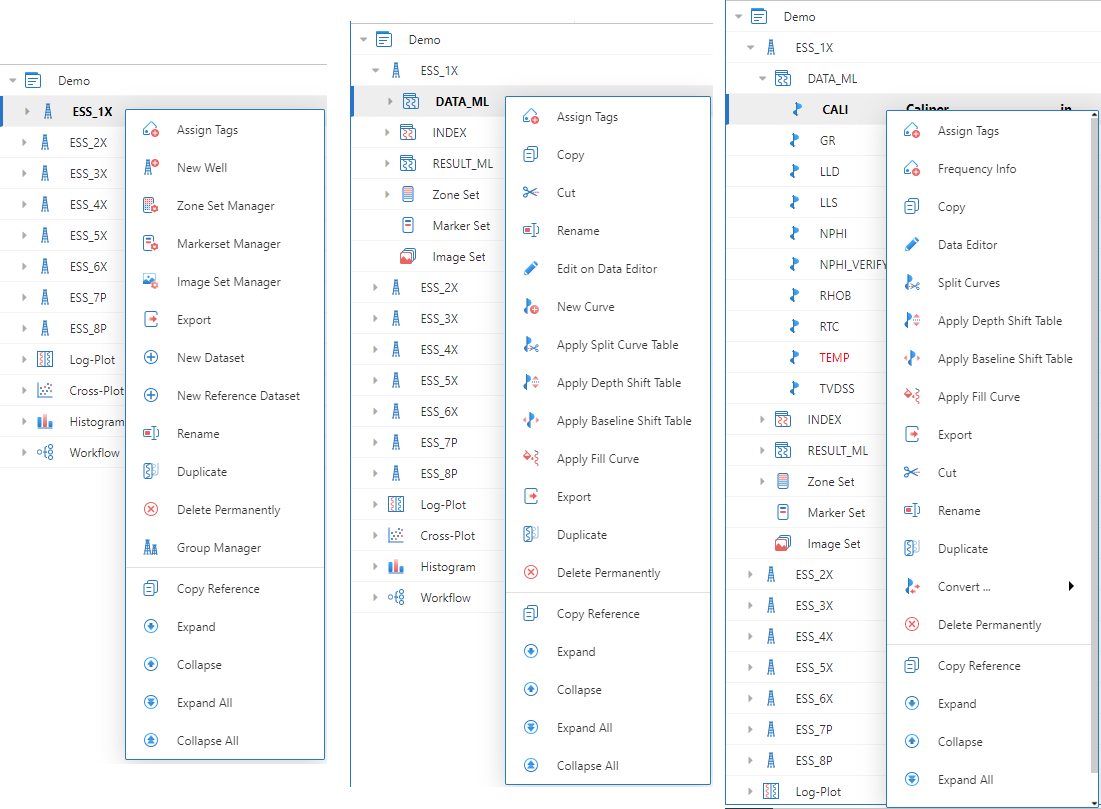 Demo
ESS_1X
ESS_2X
ESS_3X
ESS_4X
ESS_5X
ESS_6X
ESS_7P
ESS_8P
Log-Plot
Cross-Plot
Histogram
Workflow
Assign Tags
New Well
Zone Set Manager
Markerset Manager
Image Set Manager
Export
New Dataset
New Reference Dataset
Rename
Duplicate
Delete Permanently
Group Manager
Copy Reference
Expand
Collapse
Expand All
Collapse All
Demo
ESS_1X
DATA_ML
INDEX
RESULT_ML
Zone Set
Marker Set
Image Set
ESS_2X
ESS_3X
ESS_4X
ESS_5X
ESS_6X
ESS_7P
ESS_8P
Log-Plot
Cross-Plot
Histogram
Workflow
Assign Tags
Copy
Cut
Rename
Edit on Data Editor
New Curve
Apply Split Curve Table
Apply Depth Shift Table
Apply Baseline Shift Table
Apply Fill Curve
Export
Duplicate
Delete Permanently
Copy Reference
Expand
Collapse
Expand All
Collapse All
Demo
ESS_1X
DATA_ML
CALI Caliper in
GR
LLD
LLS
NPHI
NPHI_VERIFY
RHOB
RTC
TEMP
TVDSS
INDEX
RESULT_ML
Zone Set
Marker Set
Image Set
ESS_2X
ESS_3X
ESS_4X
ESS_5X
ESS_6X
ESS_7P
ESS_8P
Log-Plot
Assign Tags
Frequency Info
Copy
Data Editor
Split Curves
Apply Depth Shift Table
Apply Baseline Shift Table
Apply Fill Curve
Export
Cut
Rename
Duplicate
Convert ...
Delete Permanently
Copy Reference
Expand
Collapse
Expand All